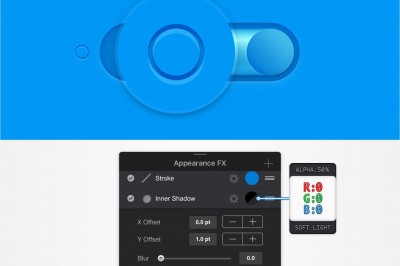 Appearance FX
Stroke
Inner Shadow
X Offset 0.0 pt
Y Offset 1.0 pt
Blur 0.0
ALPHA:50%
R:0
G:0
B:0
SOFT LIGHT